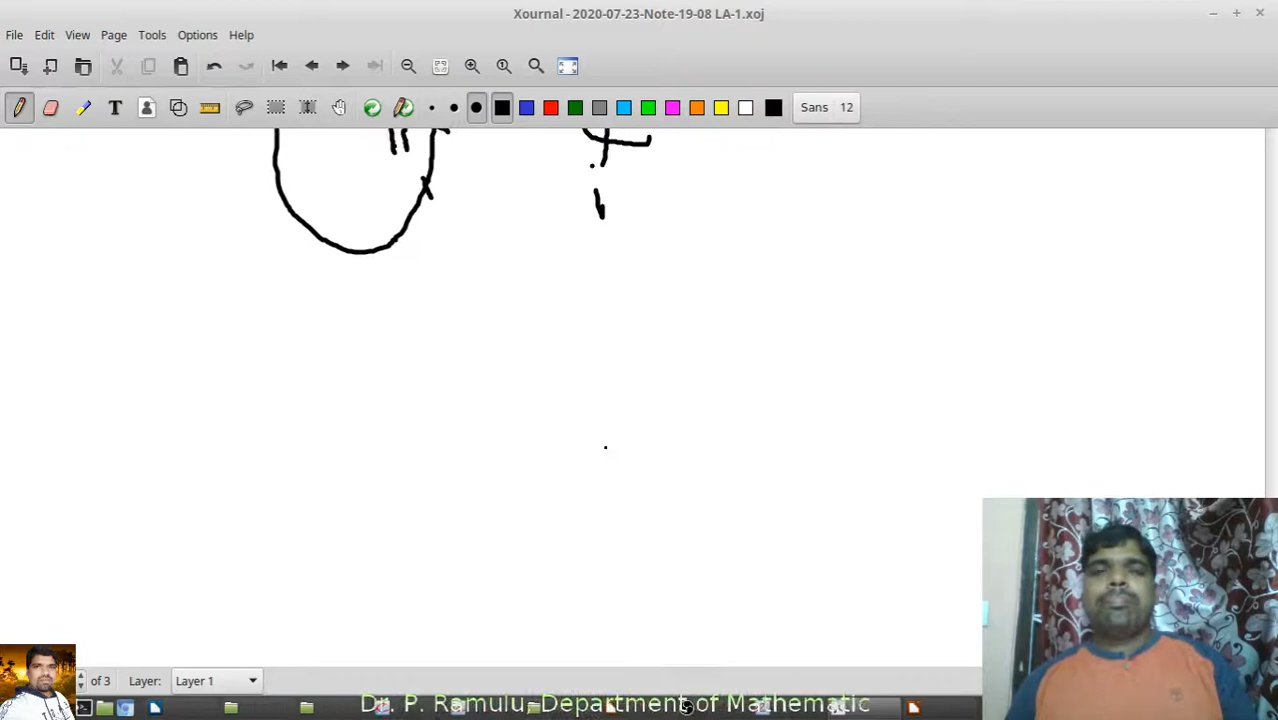 Xournal - 2020-07-23-Note-19-08 LA-1.xoj
File Edit View Page Tools Options Help
Sans 12
of 3 Layer: Layer 1
Dr. P. Ramulu, Department of Mathematic